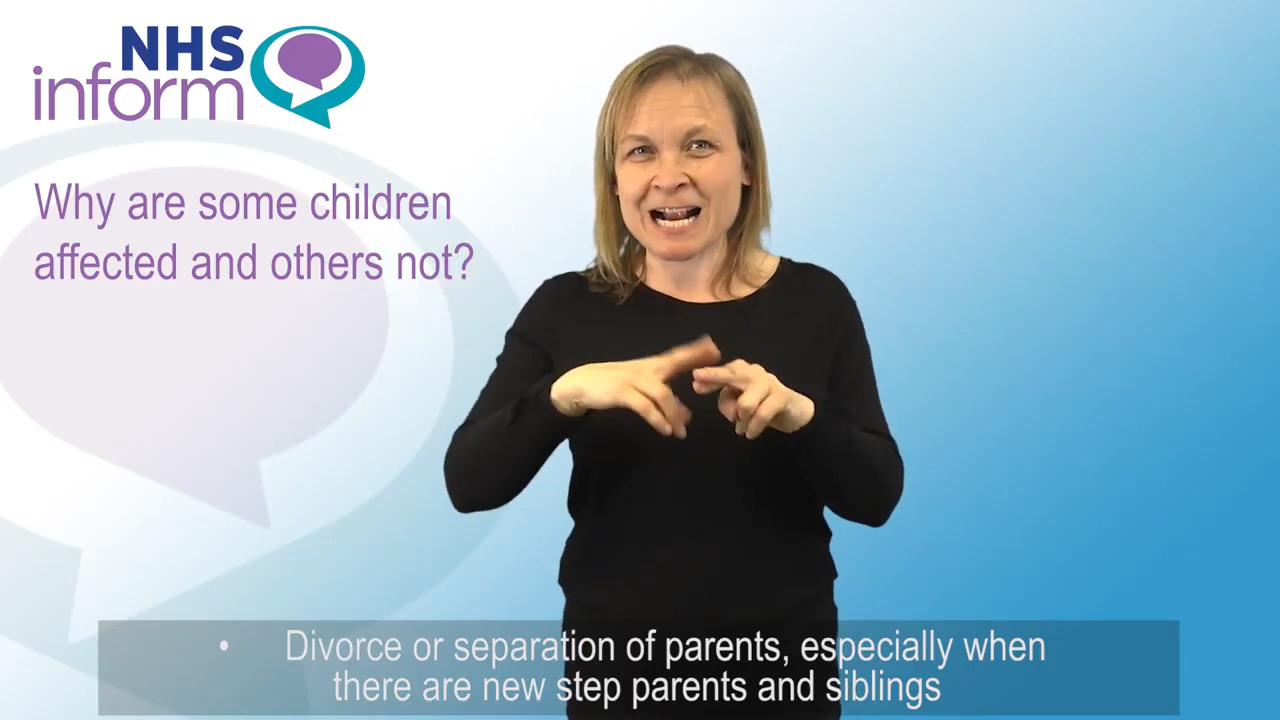 NHS
inform
Why are some children
affected and others not?
• Divorce or separation of parents, especially when
there are new step parents and siblings